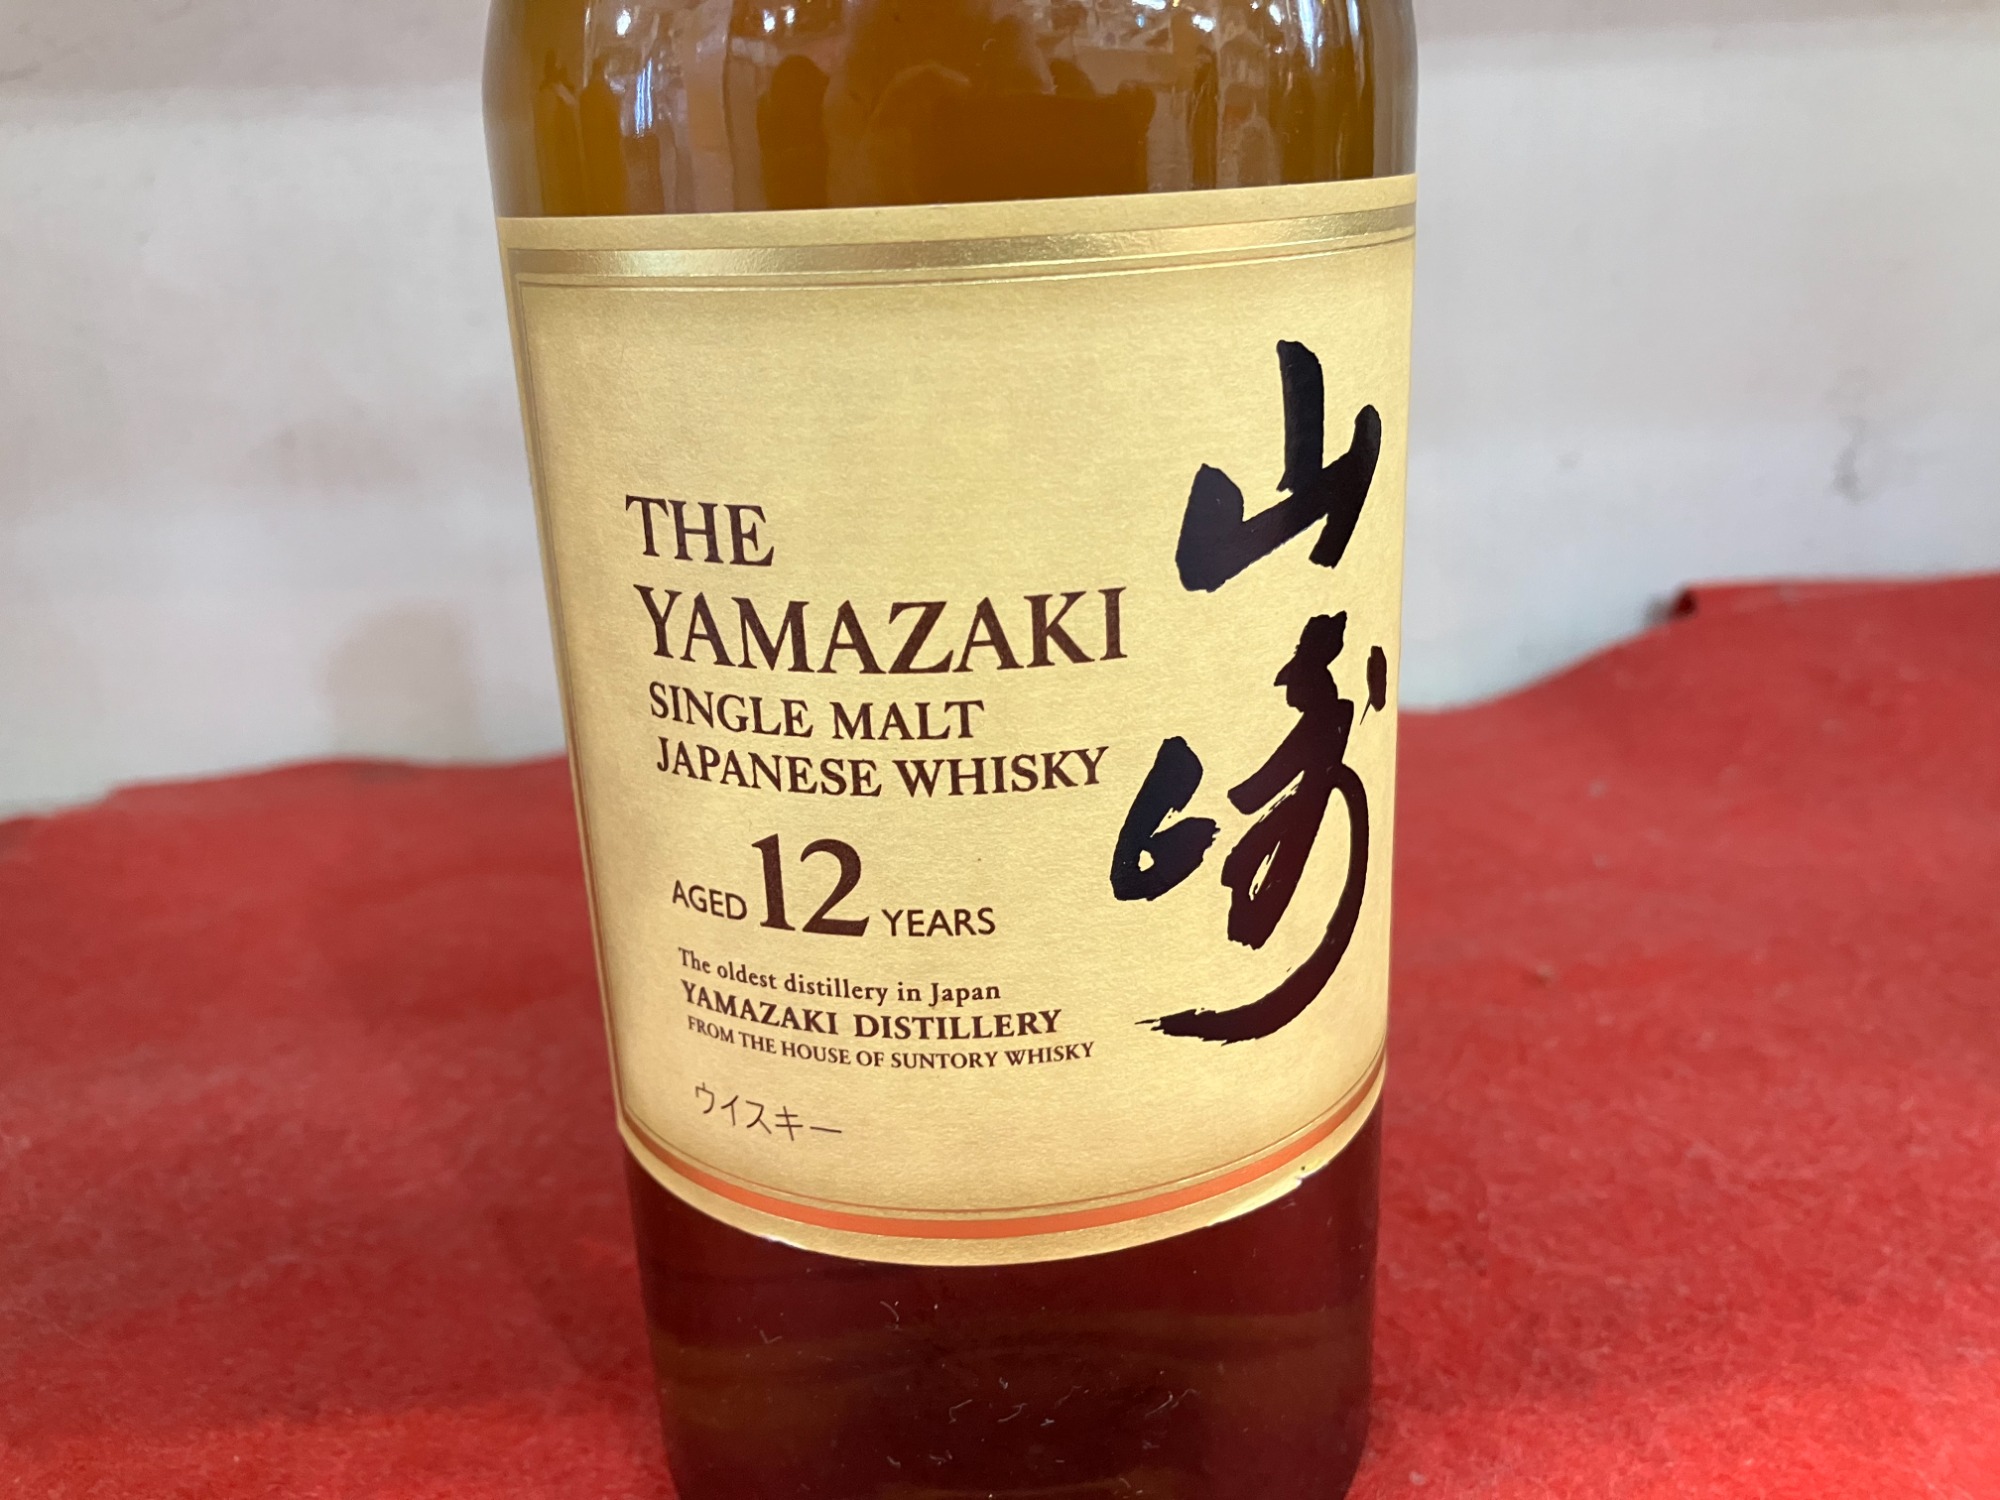 THE
YAMAZAKI
SINGLE MALT
JAPANESE WHISKY
AGED 12 YEARS
The oldest distillery in Japan
YAMAZAKI DISTILLERY
FROM THE HOUSE OF SUNTORY WHISKY
ウイスキー
山崎